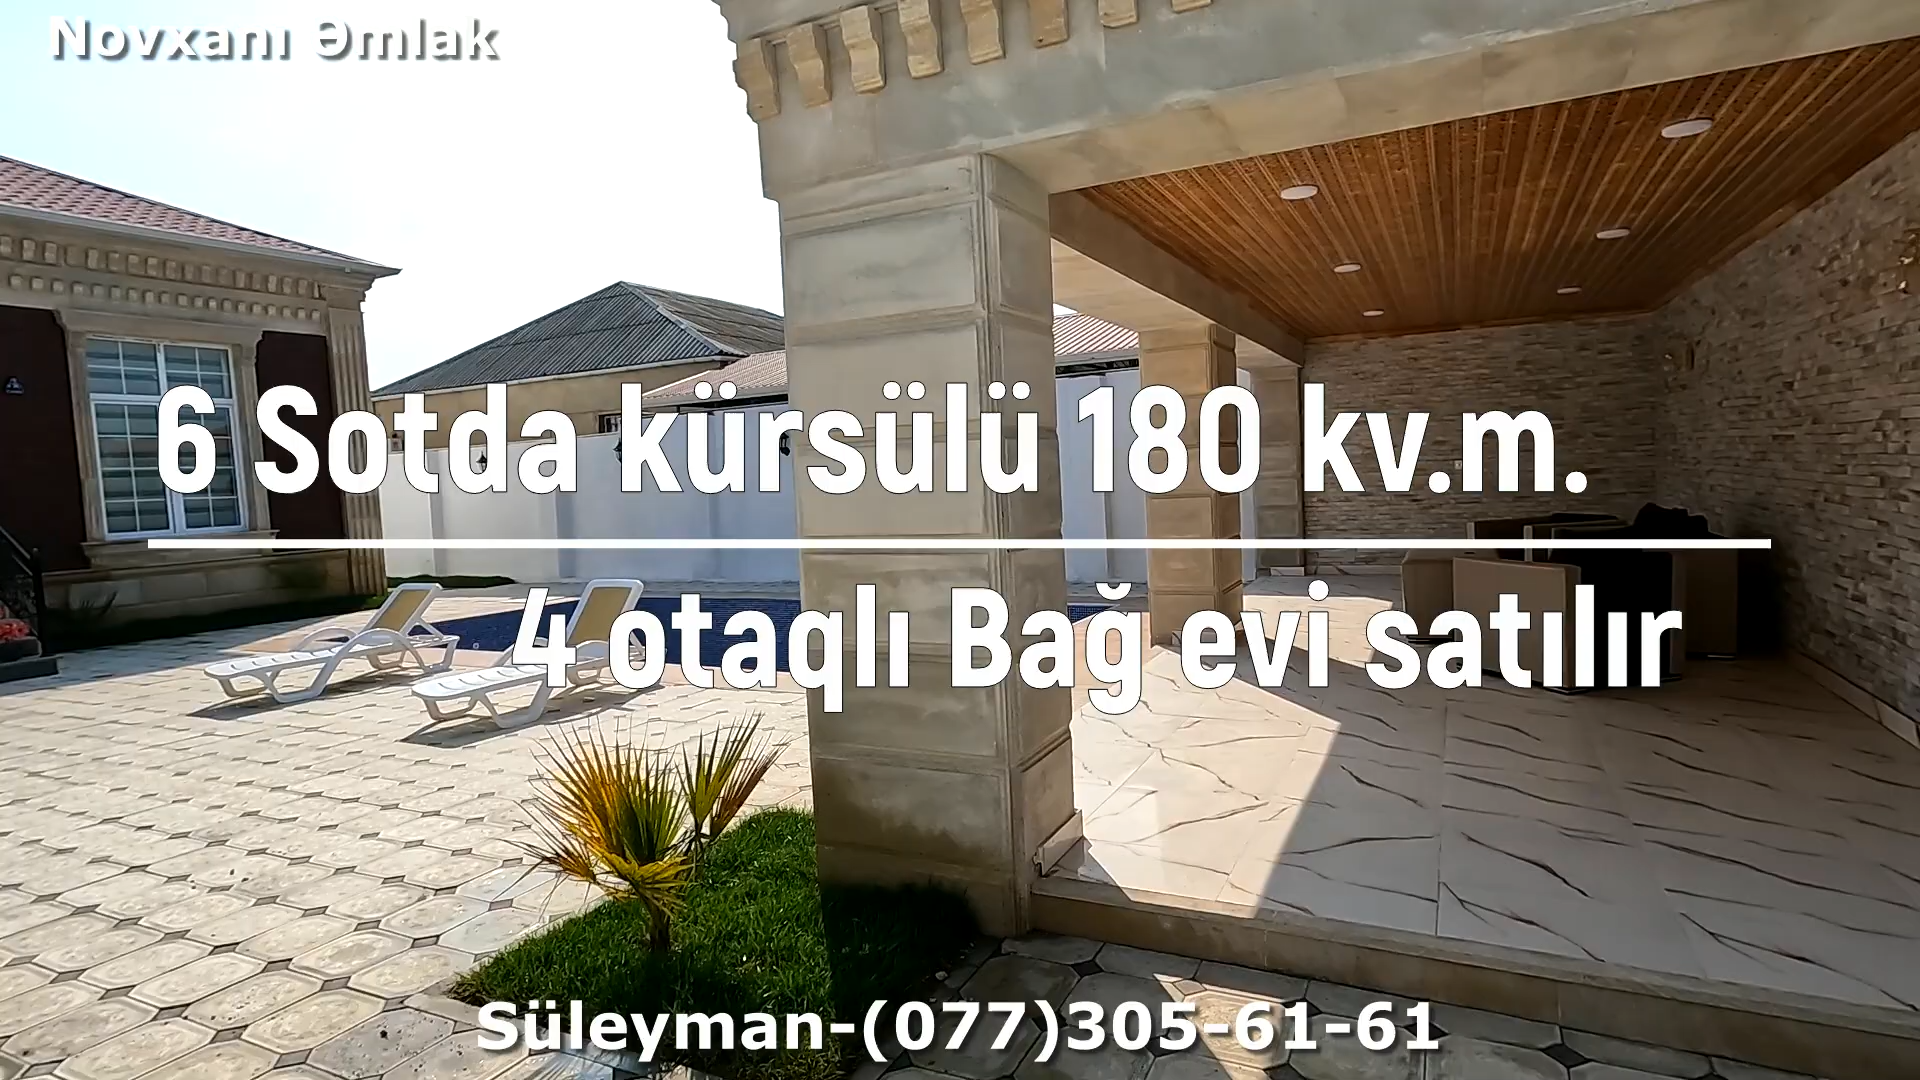 Novxanı Əmlak
6 Sotda kürsülü 180 kv.m.
4 otaqlı Bağ evi satılır
Süleyman-(077)305-61-61